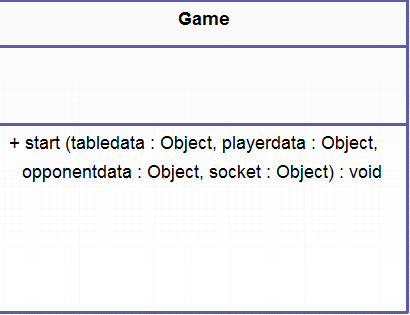 Game
+ start (tabledata : Object, playerdata : Object,
opponentdata : Object, socket : Object) : void